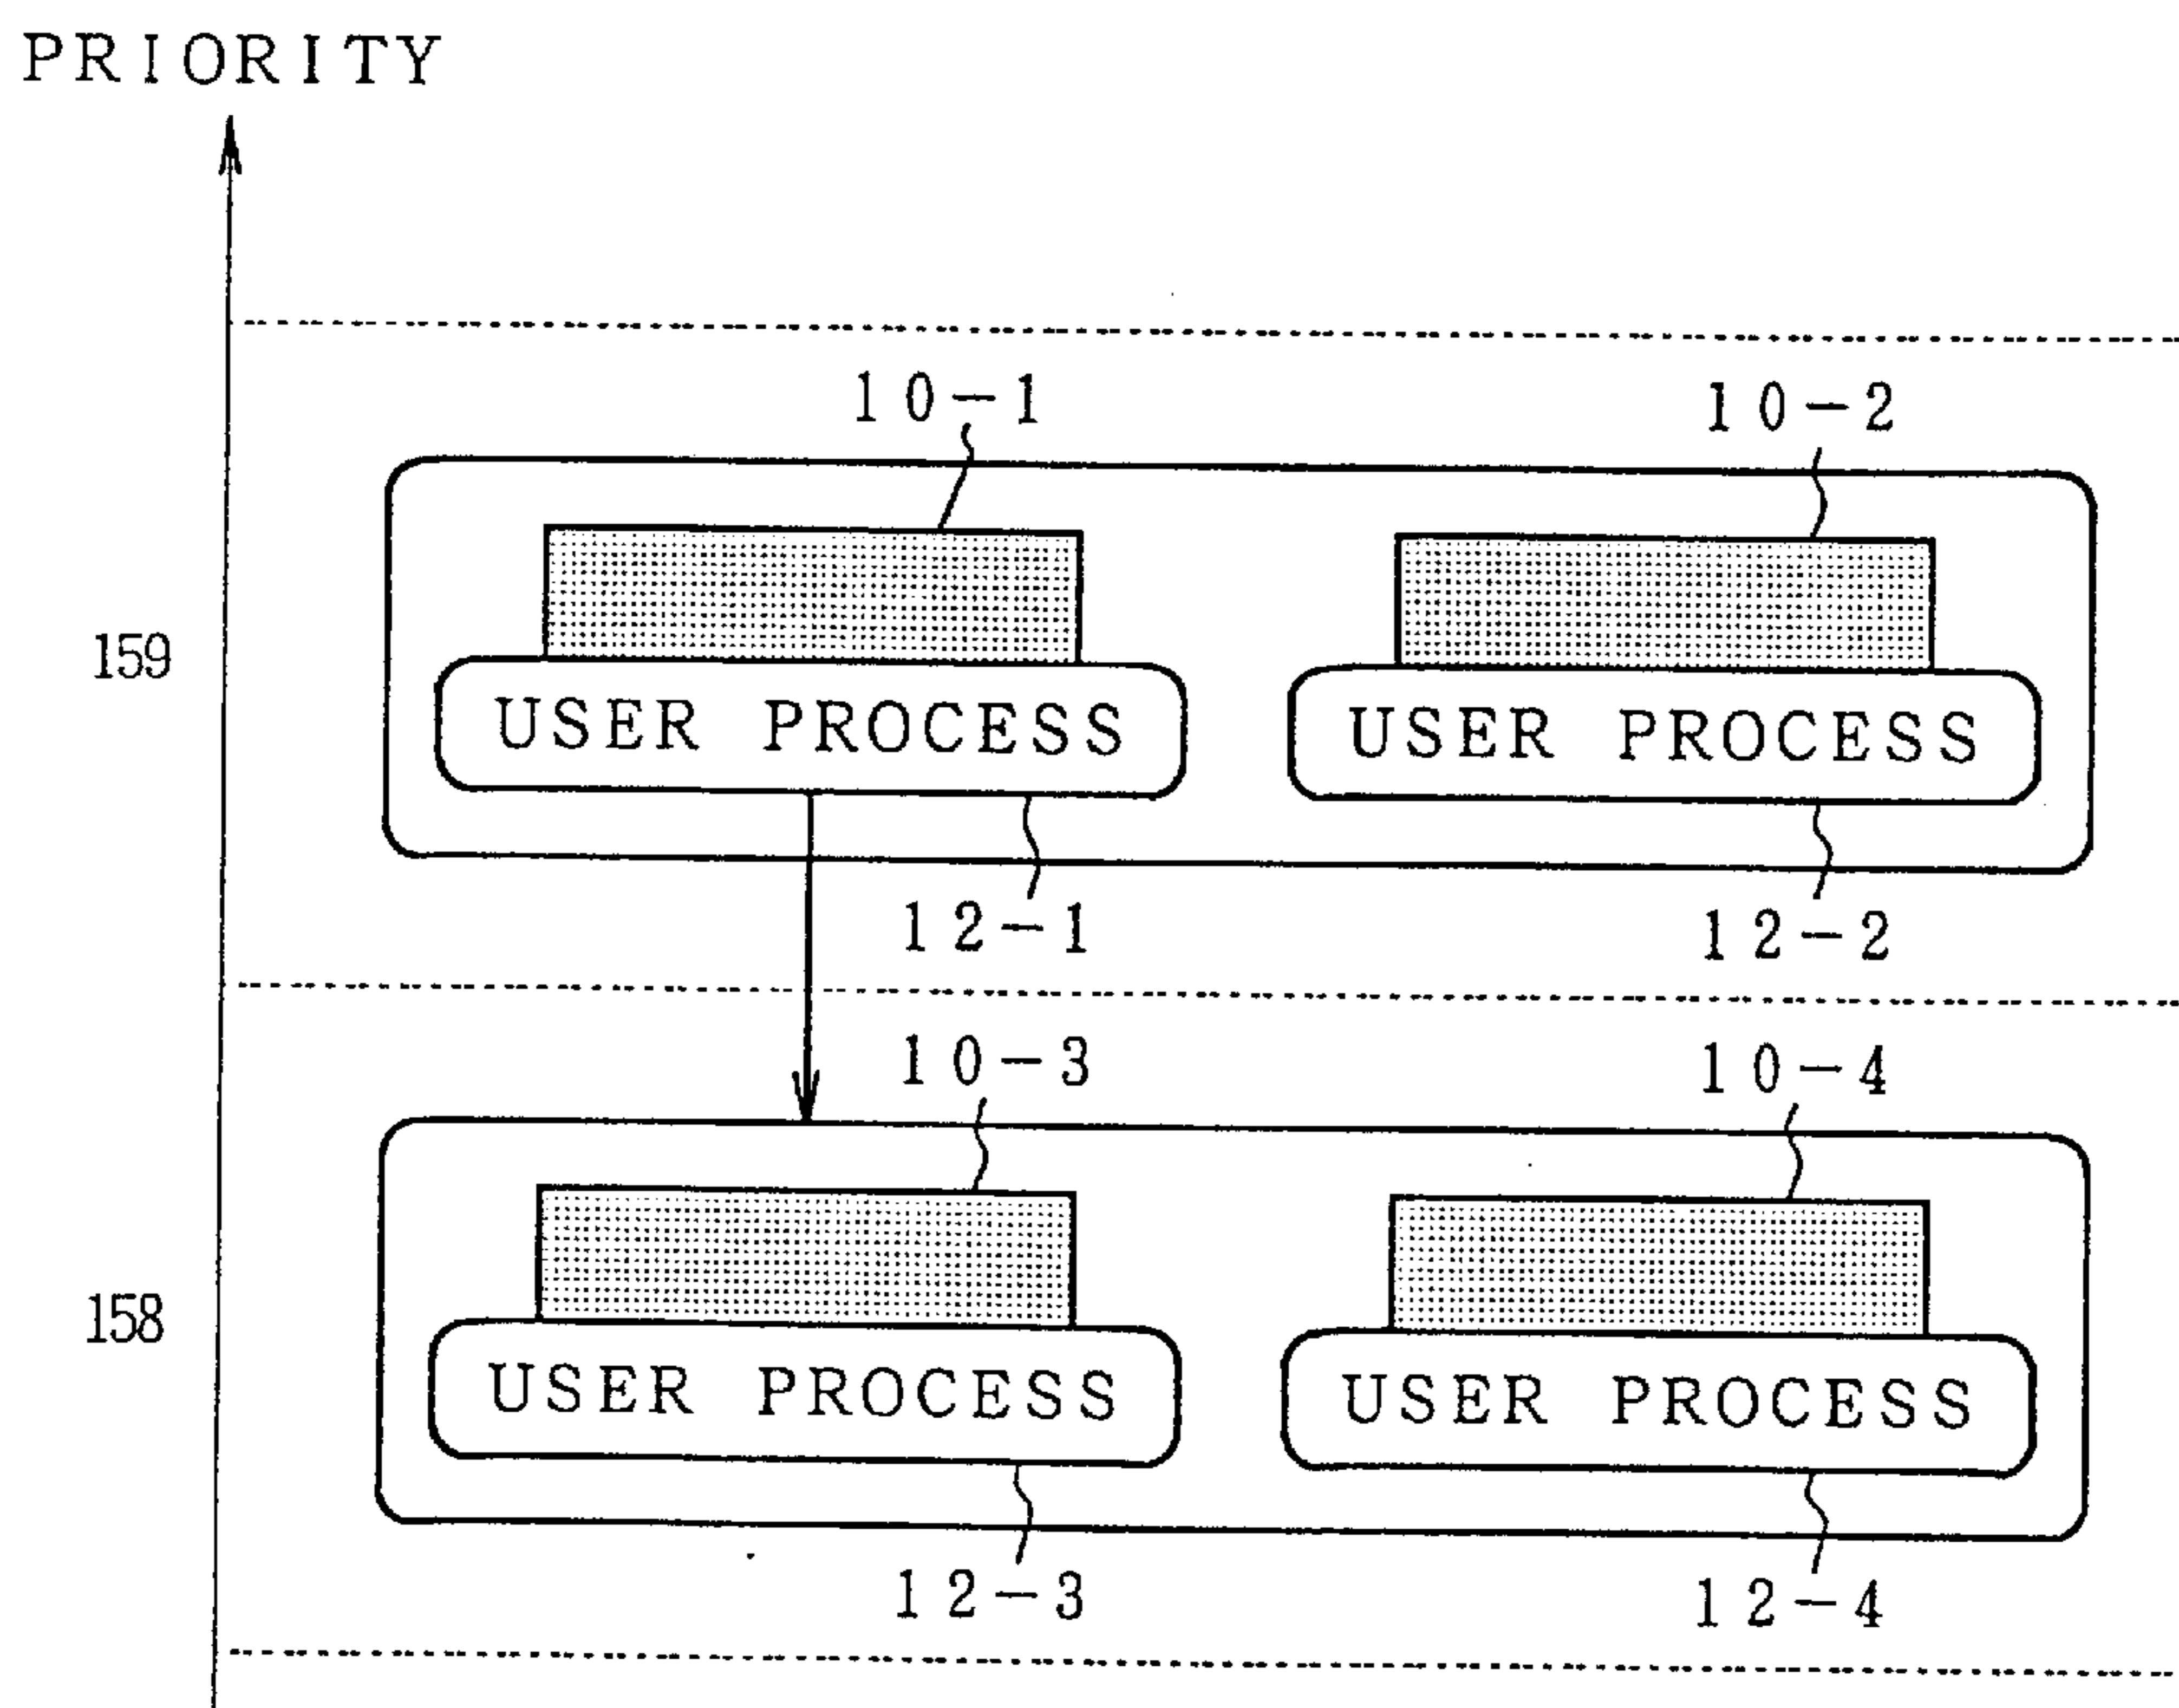 PRIORITY
10-1 10-2
159
USER PROCESS USER PROCESS
12-1 12-2
10-3 10-4
158
USER PROCESS USER PROCESS
12-3 12-4